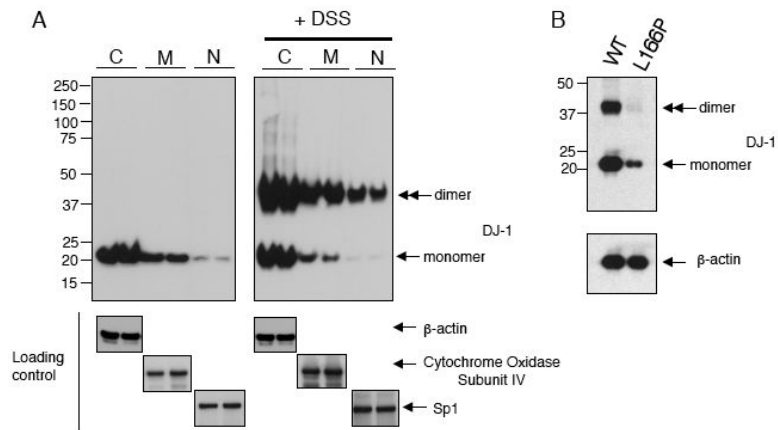 A
+ DSS
C M N
C M N
250
150
100
75
50
37
25
20
15
dimer
DJ-1
monomer
Loading
control
β-actin
Cytochrome Oxidase
Subunit IV
Sp1
B
WT
L166P
50
37
25
20
dimer
DJ-1
monomer
β-actin